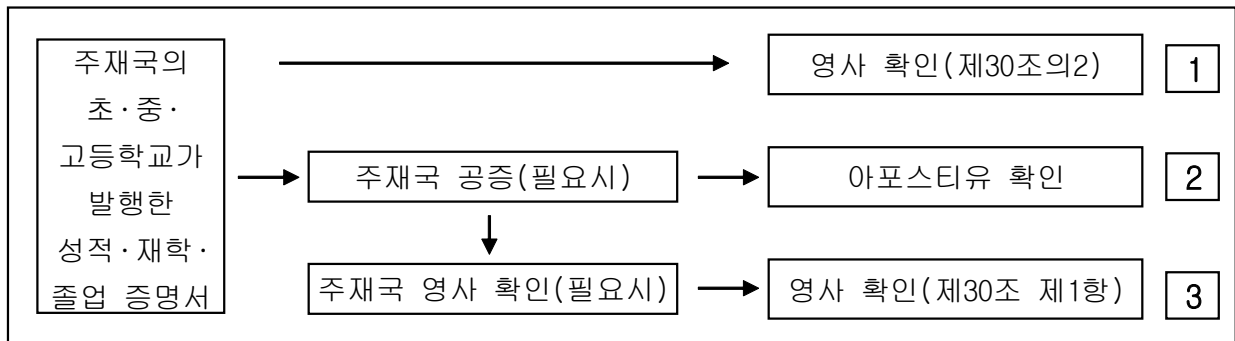 주재국의
초·중·
고등학교가
발행한
성적·재학·
졸업 증명서
영사 확인(제30조의2)
1
주재국 공증(필요시)
아포스티유 확인
2
주재국 영사 확인(필요시)
영사 확인(제30조 제1항)
3